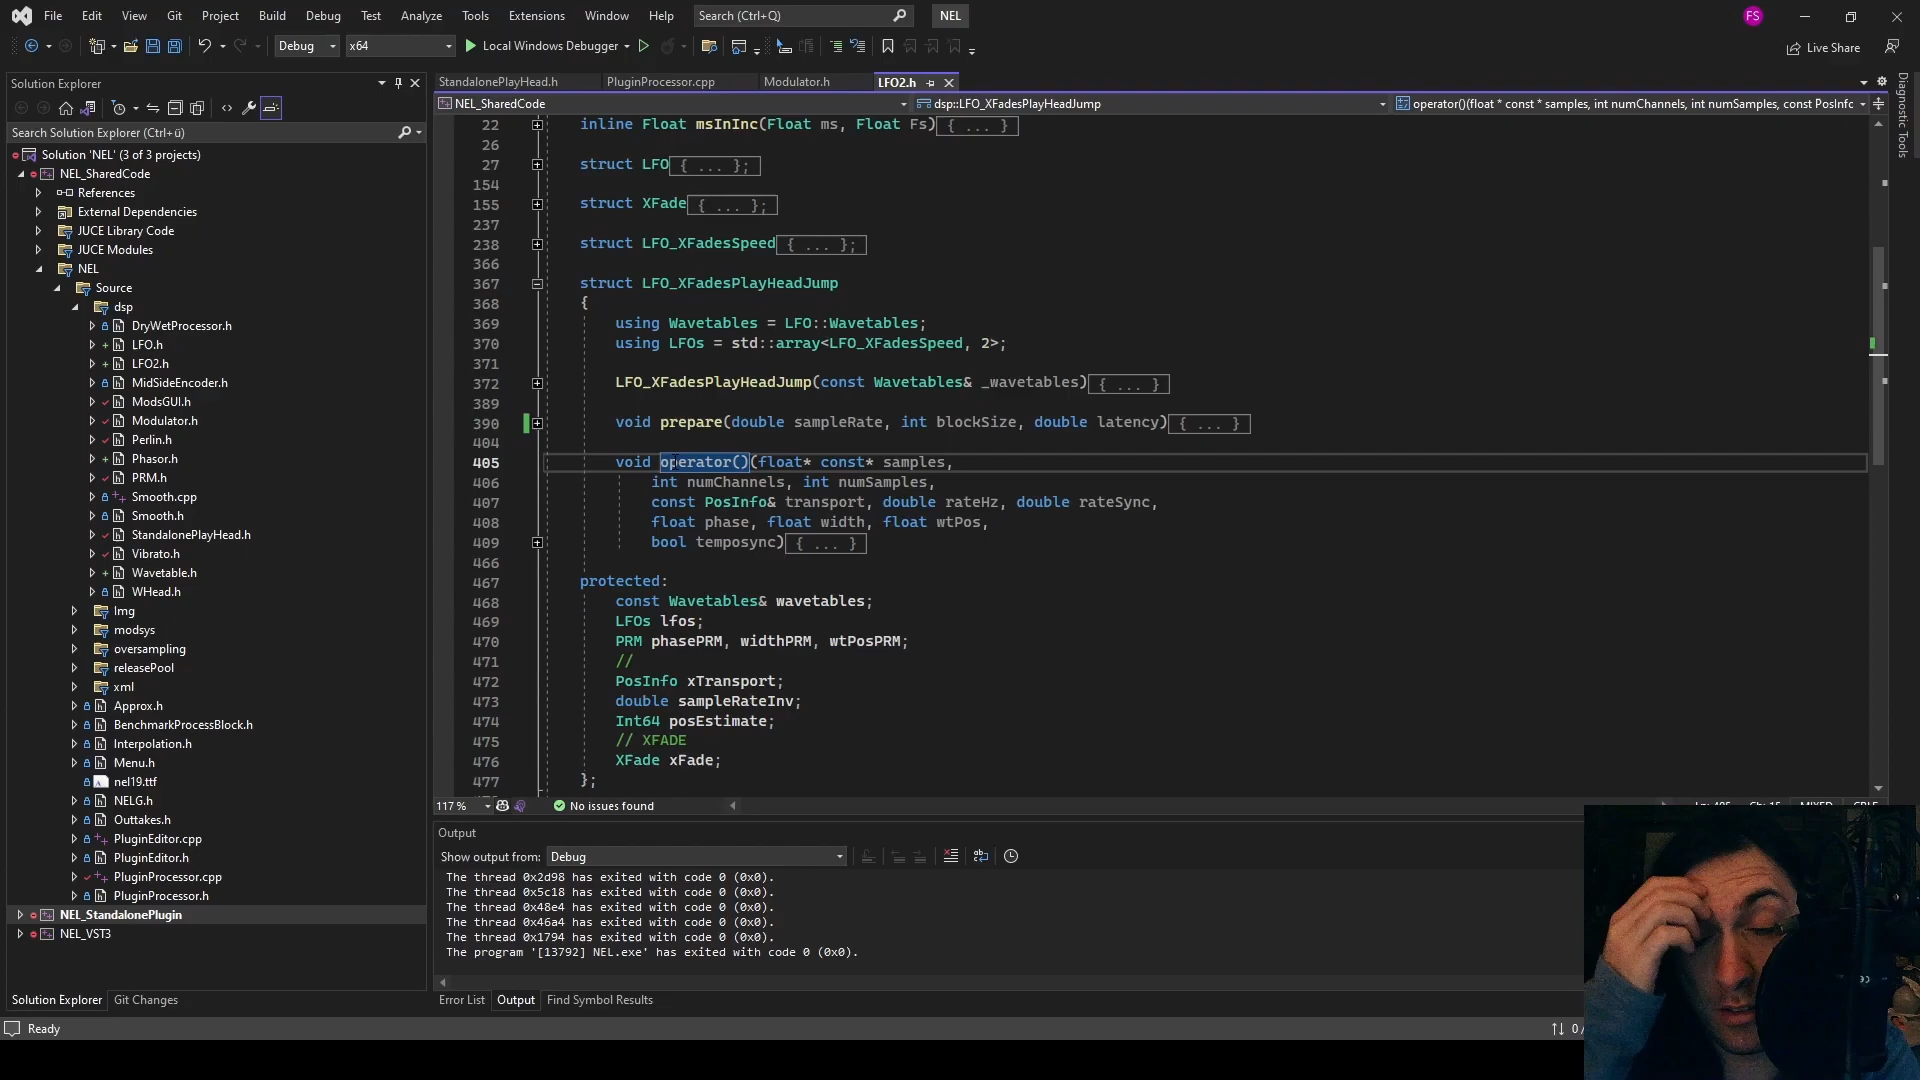 File Edit View Git Project Build Debug Test Analyze Tools Extensions Window Help Search (Ctrl+Q) NEL FS
Debug x64 Local Windows Debugger Live Share
Solution Explorer
Search Solution Explorer (Ctrl+ü)
Solution 'NEL' (3 of 3 projects)
NEL_SharedCode
References
External Dependencies
JUCE Library Code
JUCE Modules
NEL
Source
dsp
DryWetProcessor.h
LFO.h
LFO2.h
MidSideEncoder.h
ModsGUI.h
Modulator.h
Perlin.h
Phasor.h
PRM.h
Smooth.cpp
Smooth.h
StandalonePlayHead.h
Vibrato.h
Wavetable.h
WHead.h
Img
modsys
oversampling
releasePool
xml
Approx.h
BenchmarkProcessBlock.h
Interpolation.h
Menu.h
nel19.ttf
NELG.h
Outtakes.h
PluginEditor.cpp
PluginEditor.h
PluginProcessor.cpp
PluginProcessor.h
NEL_StandalonePlugin
NEL_VST3
Solution Explorer Git Changes
StandalonePlayHead.h PluginProcessor.cpp Modulator.h LFO2.h
NEL_SharedCode dsp::LFO_XFadesPlayHeadJump operator()(float * const * samples, int numChannels, int numSamples, const PosInfo
22 inline Float msInInc(Float ms, Float Fs){ ... }
26
27 struct LFO{ ... };
154
155 struct XFade{ ... };
237
238 struct LFO_XFadesSpeed{ ... };
366
367 struct LFO_XFadesPlayHeadJump
368 {
369 using Wavetables = LFO::Wavetables;
370 using LFOs = std::array<LFO_XFadesSpeed, 2>;
371
372 LFO_XFadesPlayHeadJump(const Wavetables& _wavetables){ ... }
389
390 void prepare(double sampleRate, int blockSize, double latency){ ... }
404
405 void operator()(float* const* samples,
406 int numChannels, int numSamples,
407 const PosInfo& transport, double rateHz, double rateSync,
408 float phase, float width, float wtPos,
409 bool temposync){ ... }
466
467 protected:
468 const Wavetables& wavetables;
469 LFOs lfos;
470 PRM phasePRM, widthPRM, wtPosPRM;
471 //
472 PosInfo xTransport;
473 double sampleRateInv;
474 Int64 posEstimate;
475 // XFADE
476 XFade xFade;
477 };
117 % No issues found
Output
Show output from: Debug
The thread 0x2d98 has exited with code 0 (0x0).
The thread 0x5c18 has exited with code 0 (0x0).
The thread 0x48e4 has exited with code 0 (0x0).
The thread 0x46a4 has exited with code 0 (0x0).
The thread 0x1794 has exited with code 0 (0x0).
The program '[13792] NEL.exe' has exited with code 0 (0x0).
Error List Output Find Symbol Results
Ready
Diagnostic Tools